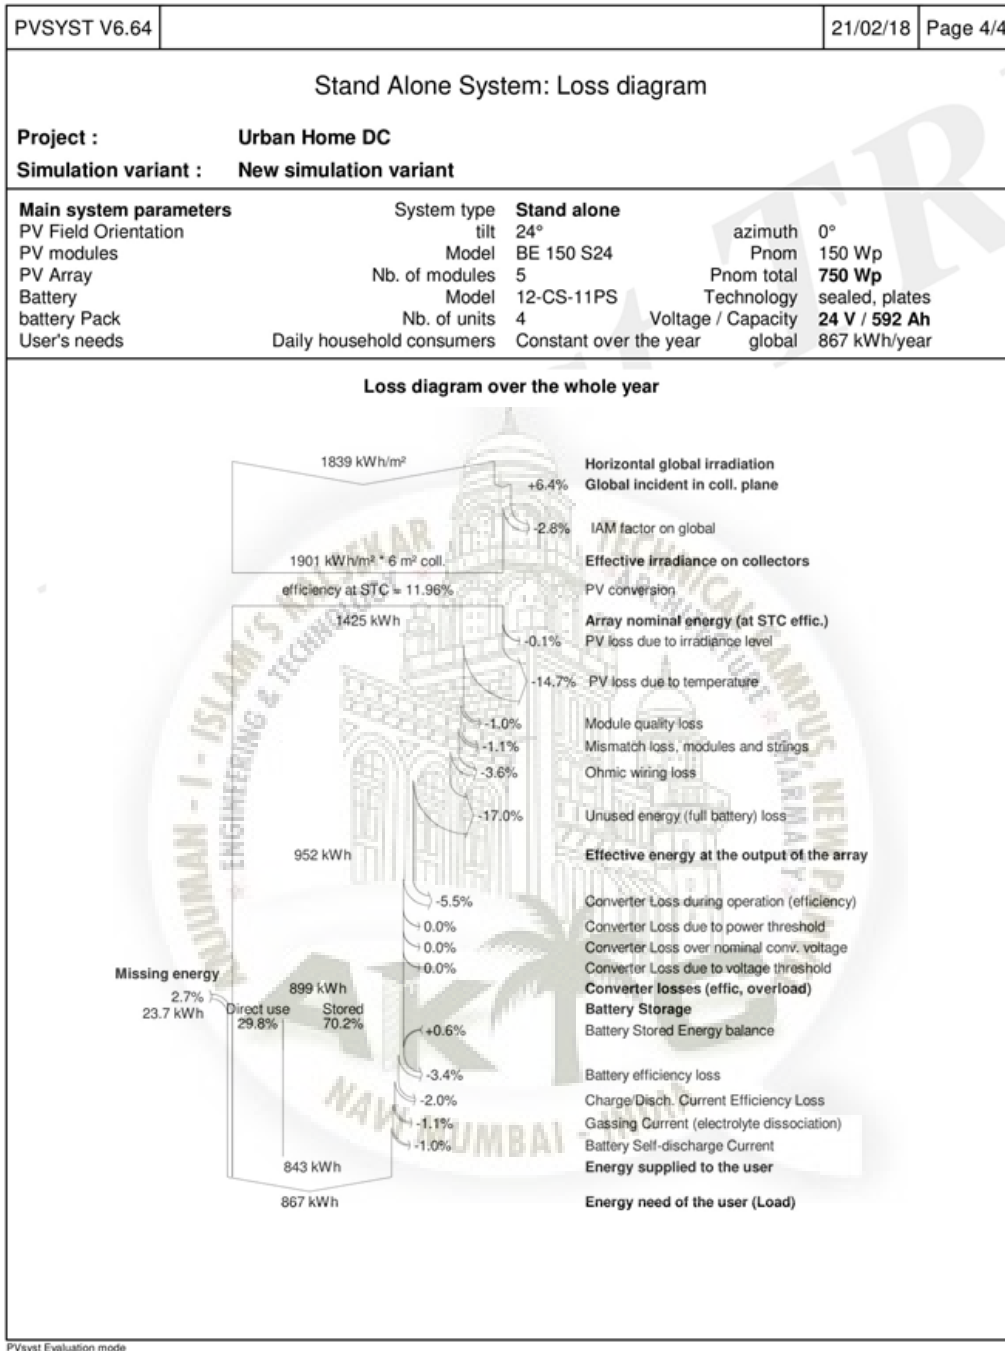 PVSYST V6.64 21/02/18 Page 4/4
Stand Alone System: Loss diagram
Project : Urban Home DC
Simulation variant : New simulation variant
Main system parameters System type Stand alone
PV Field Orientation tilt 24° azimuth 0°
PV modules Model BE 150 S24 Pnom 150 Wp
PV Array Nb. of modules 5 Pnom total 750 Wp
Battery Model 12-CS-11PS Technology sealed, plates
battery Pack Nb. of units 4 Voltage / Capacity 24 V / 592 Ah
User's needs Daily household consumers Constant over the year global 867 kWh/year
Loss diagram over the whole year
1839 kWh/m² Horizontal global irradiation
+6.4% Global incident in coll. plane
-2.8% IAM factor on global
1901 kWh/m² * 6 m² coll. Effective irradiance on collectors
efficiency at STC = 11.96% PV conversion
1425 kWh Array nominal energy (at STC effic.)
-0.1% PV loss due to irradiance level
-14.7% PV loss due to temperature
-1.0% Module quality loss
-1.1% Mismatch loss, modules and strings
-3.6% Ohmic wiring loss
-17.0% Unused energy (full battery) loss
952 kWh Effective energy at the output of the array
-5.5% Converter Loss during operation (efficiency)
0.0% Converter Loss due to power threshold
0.0% Converter Loss over nominal conv. voltage
0.0% Converter Loss due to voltage threshold
Missing energy 899 kWh Converter losses (effic, overload)
2.7% Direct use Stored Battery Storage
23.7 kWh 29.8% 70.2%
+0.6% Battery Stored Energy balance
-3.4% Battery efficiency loss
-2.0% Charge/Disch. Current Efficiency Loss
-1.1% Gassing Current (electrolyte dissociation)
-1.0% Battery Self-discharge Current
843 kWh Energy supplied to the user
867 kWh Energy need of the user (Load)
PVsyst Evaluation mode
ANJUMAN - I - ISLAM'S KALSEKAR TECHNICAL CAMPUS NEW PANVEL
ENGINEERING & TECHNOLOGY ARCHITECTURE PHARMACY
AKTC
NAVI MUMBAI - INDIA